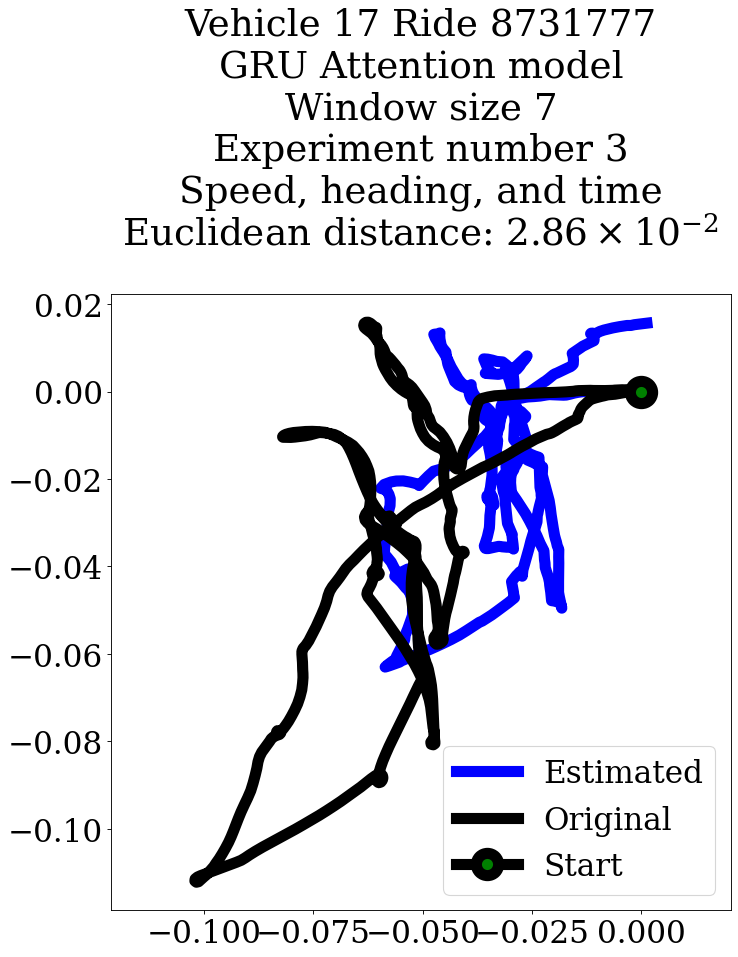 Vehicle 17 Ride 8731777
GRU Attention model
Window size 7
Experiment number 3
Speed, heading, and time
Euclidean distance: 2.86 × 10⁻²
0.02
0.00
−0.02
−0.04
−0.06
−0.08
−0.10
Estimated
Original
Start
−0.100 −0.075 −0.050 −0.025 0.000